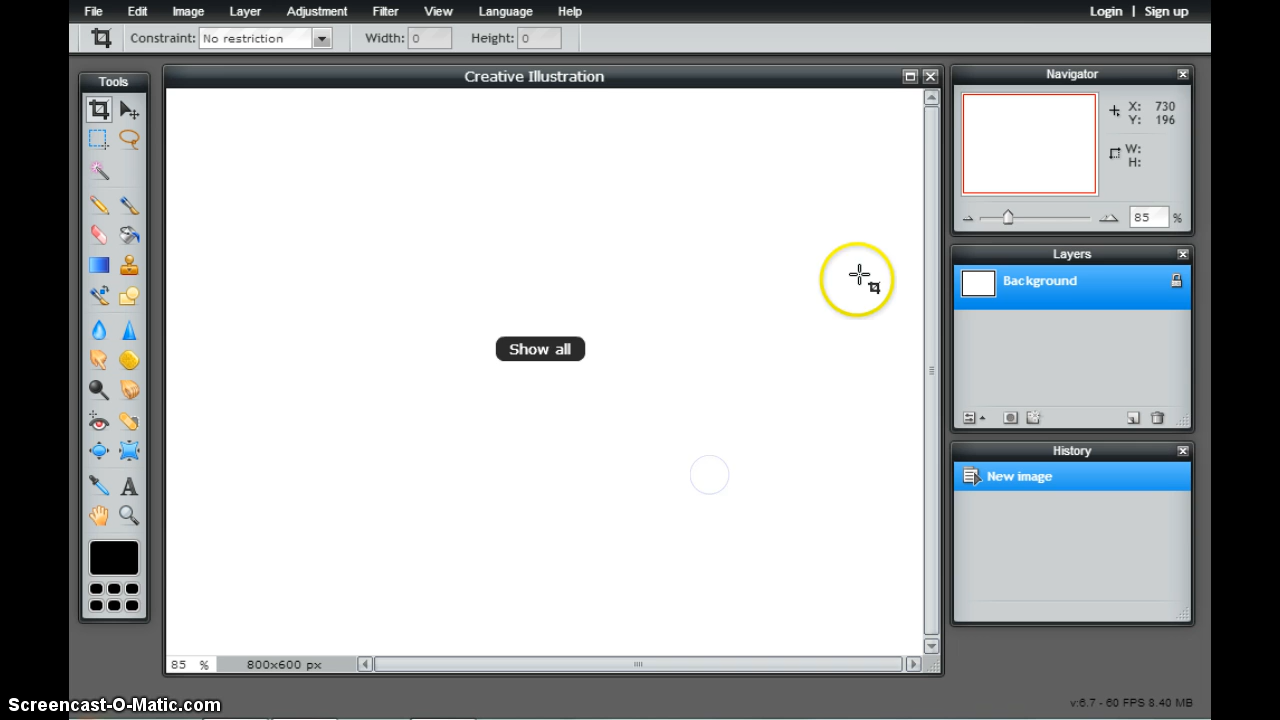 File Edit Image Layer Adjustment Filter View Language Help Login | Sign up
Constraint: No restriction Width: 0 Height: 0
Tools
Creative Illustration
Navigator
X: 730
Y: 196
W:
H:
85 %
Layers
Background
Show all
History
New image
A
85 % 800x600 px
v:6.7 - 60 FPS 8.40 MB
Screencast-O-Matic.com